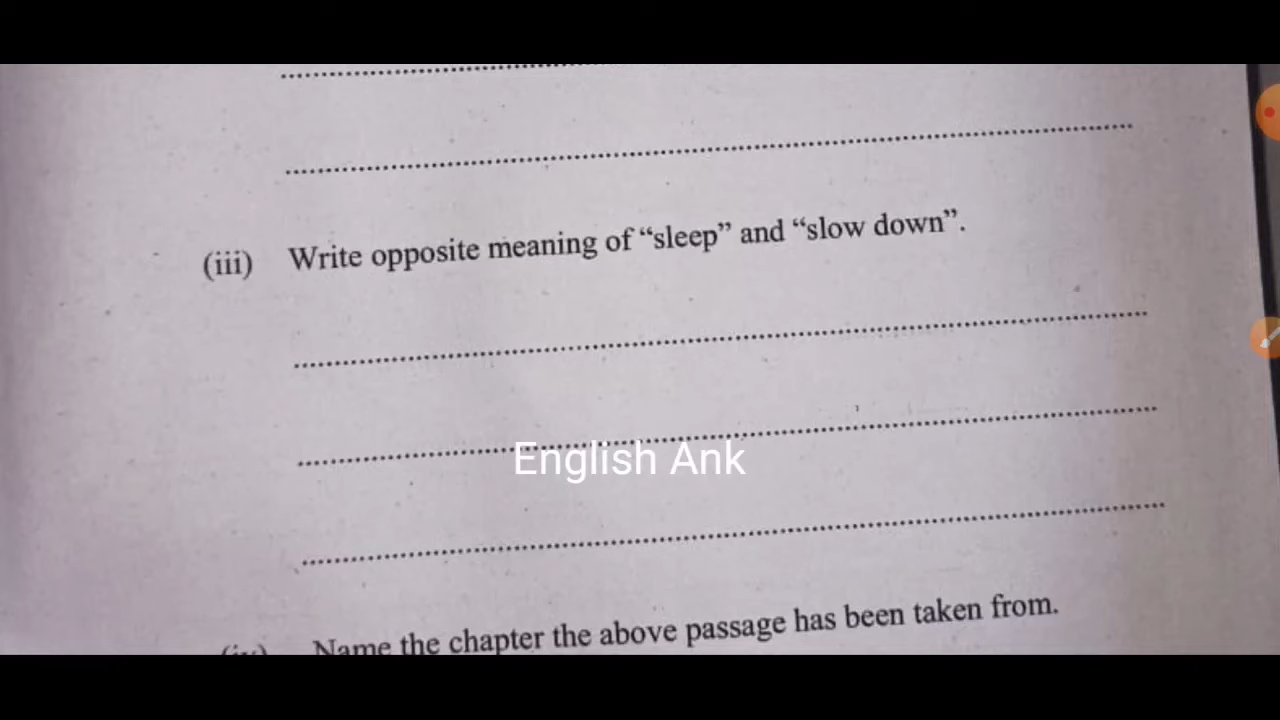 (iii) Write opposite meaning of “sleep” and “slow down”.
English Ank
(iv) Name the chapter the above passage has been taken from.